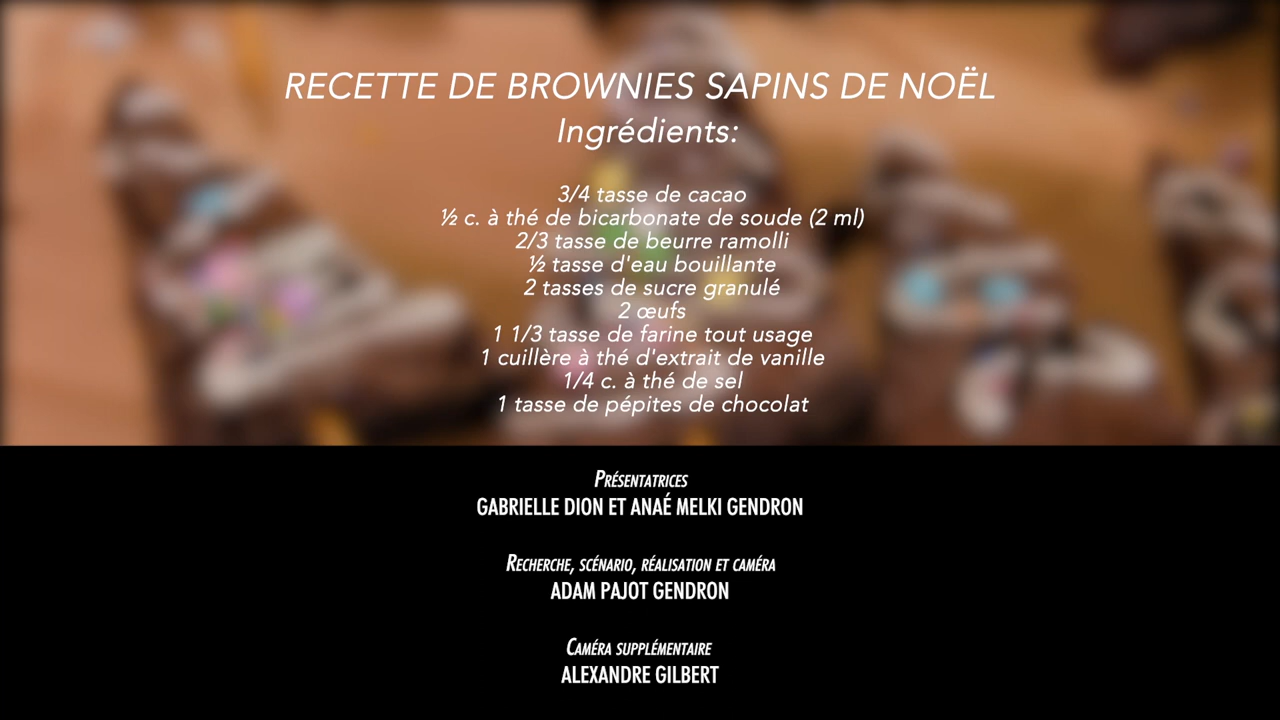 RECETTE DE BROWNIES SAPINS DE NOËL
Ingrédients:
3/4 tasse de cacao
½ c. à thé de bicarbonate de soude (2 ml)
2/3 tasse de beurre ramolli
½ tasse d'eau bouillante
2 tasses de sucre granulé
2 œufs
1 1/3 tasse de farine tout usage
1 cuillère à thé d'extrait de vanille
1/4 c. à thé de sel
1 tasse de pépites de chocolat
PRÉSENTATRICES
GABRIELLE DION ET ANAÉ MELKI GENDRON
RECHERCHE, SCÉNARIO, RÉALISATION ET CAMÉRA
ADAM PAJOT GENDRON
CAMÉRA SUPPLÉMENTAIRE
ALEXANDRE GILBERT